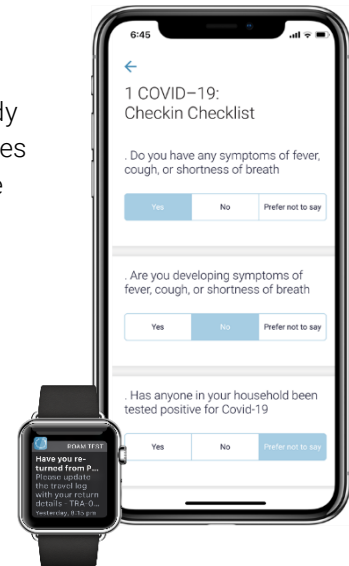 6:45
1 COVID–19:
Checkin Checklist
. Do you have any symptoms of fever,
cough, or shortness of breath
Yes No Prefer not to say
. Are you developing symptoms of
fever, cough, or shortness of breath
Yes No Prefer not to say
. Has anyone in your household been
tested positive for Covid-19
Yes No Prefer not to say
ROAM TEST
Have you re-
turned from P...
Please update
the travel log
with your return
details - TRA-0...
Yesterday, 8:15 pm